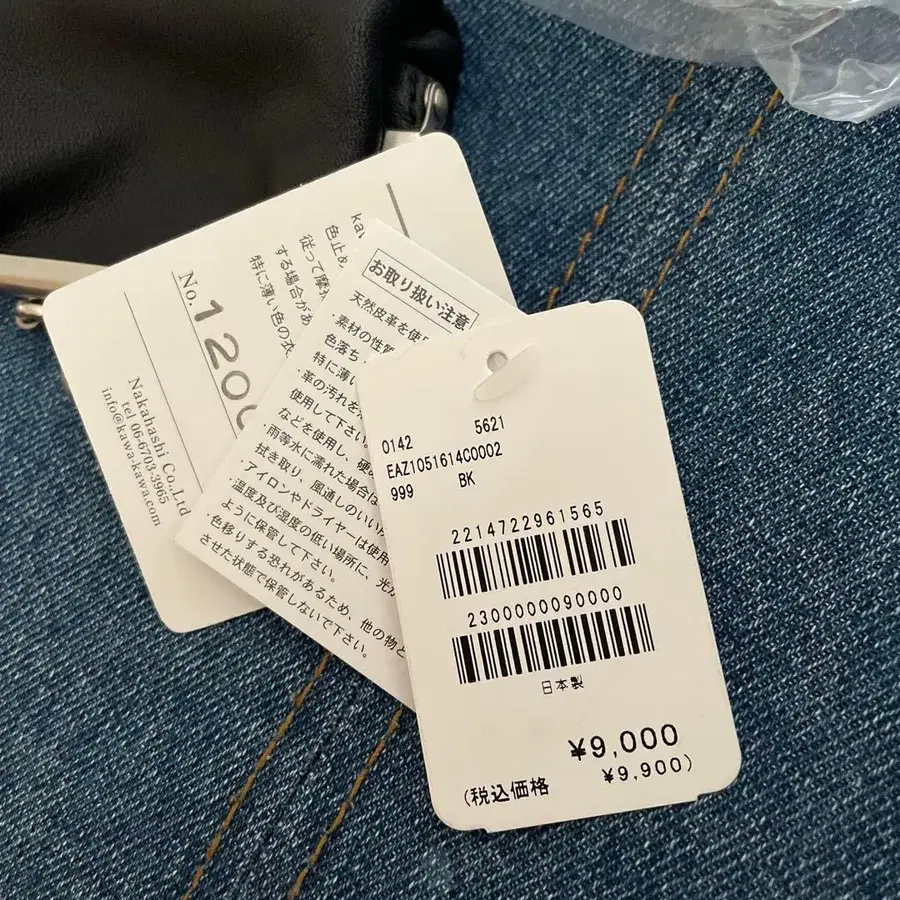 kaw
色止め
従って摩
する場合があ
特に薄い色の衣
No. 1200
Nakahashi Co.,Ltd
tel 06-6703-3965
info@kawa-kawa.com
お取り扱い注意
天然皮革を使用
・素材の性質
色落ち
特に薄い
・革の汚れを
使用して下さい。
などを使用し、硬
・雨等水に濡れた場合は
拭き取り、風通しのいい
・アイロンやドライヤーは使用
・温度及び湿度の低い場所に、光が
ように保管して下さい。
・色移りする恐れがあるため、他の物と
させた状態で保管しないで下さい。
0142 5621
EAZ1051614C0002
999 BK
2214722961565
2300000090000
日本製
¥9,000
(税込価格 ¥9,900)